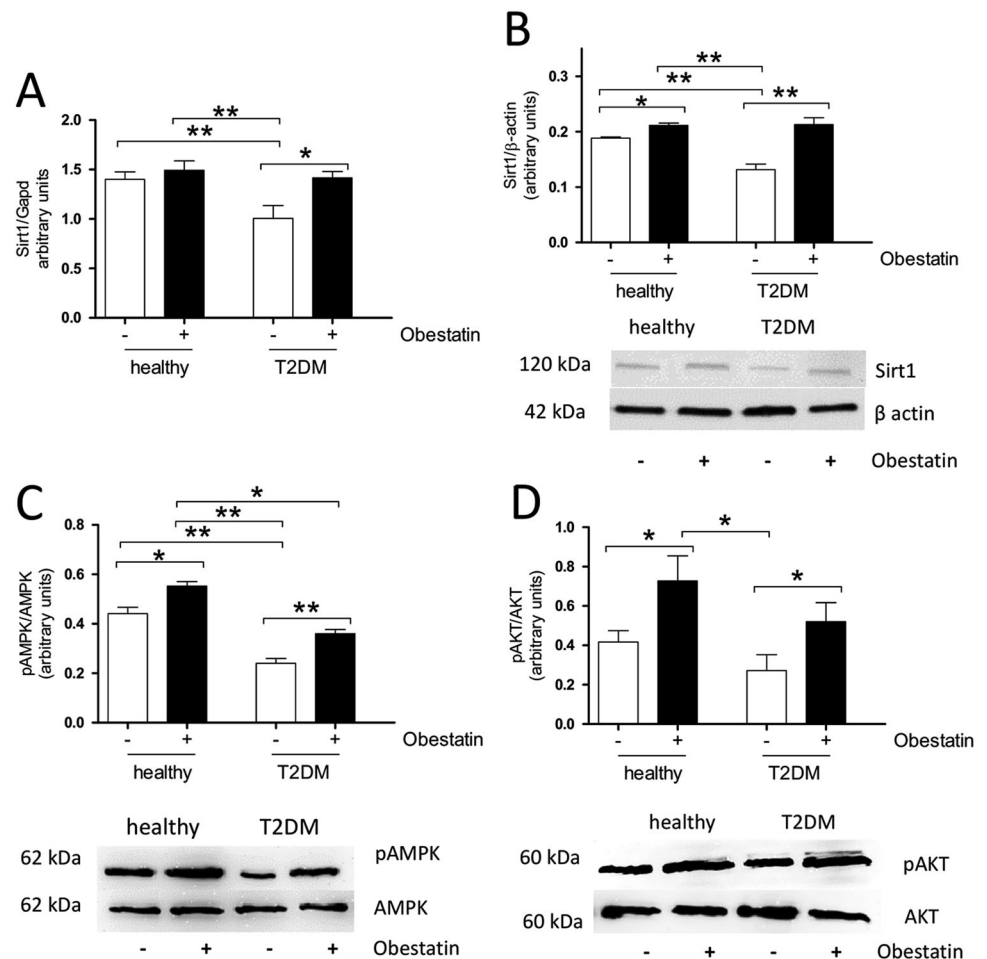 A
Sirt1/Gapd
arbitrary units
2.0
1.5
1.0
0.5
0.0
**
**
*
- + - + Obestatin
healthy T2DM
B
Sirt1/β-actin
(arbitrary units)
0.3
0.2
0.1
0.0
**
**
* **
- + - + Obestatin
healthy T2DM
healthy T2DM
120 kDa Sirt1
42 kDa β actin
- + - + Obestatin
C
pAMPK/AMPK
(arbitrary units)
0.8
0.6
0.4
0.2
0.0
*
**
**
*
**
- + - + Obestatin
healthy T2DM
healthy T2DM
62 kDa pAMPK
62 kDa AMPK
- + - + Obestatin
D
pAKT/AKT
(arbitrary units)
1.0
0.8
0.6
0.4
0.2
0.0
* *
*
- + - + Obestatin
healthy T2DM
healthy T2DM
60 kDa pAKT
60 kDa AKT
- + - + Obestatin